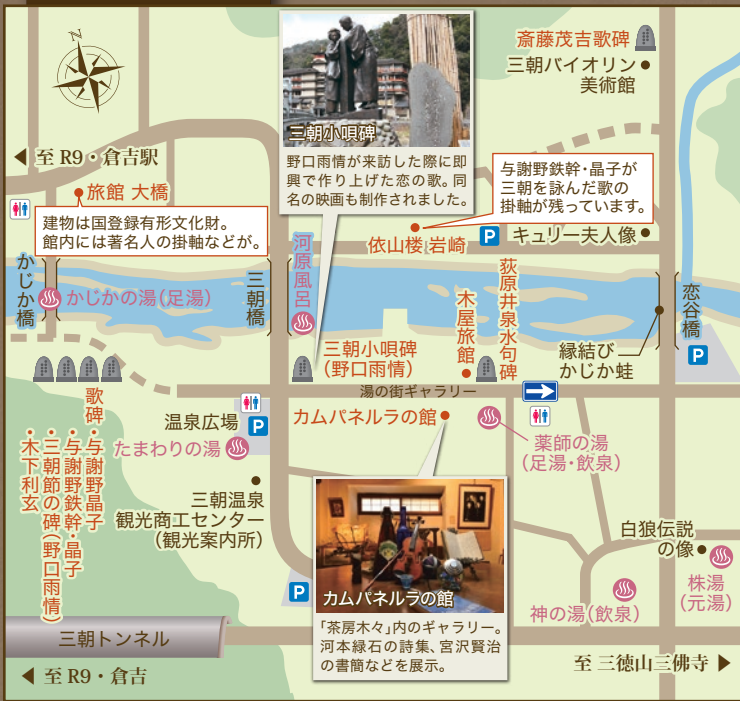 N
斎藤茂吉歌碑
三朝バイオリン
美術館
三朝小唄碑
野口雨情が来訪した際に即
興で作り上げた恋の歌。同
名の映画も制作されました。
至 R9・倉吉駅
旅館 大橋
建物は国登録有形文化財。
館内には著名人の掛軸などが。
与謝野鉄幹・晶子が
三朝を詠んだ歌の
掛軸が残っています。
依山楼 岩崎
P
キュリー夫人像
かじか橋
かじかの湯(足湯)
三朝橋
河原風呂
三朝小唄碑
(野口雨情)
木屋旅館
荻原井泉水句碑
縁結び
かじか蛙
恋谷橋
P
湯の街ギャラリー
歌碑
・与謝野晶子
・与謝野鉄幹・晶子
・三朝節の碑(野口雨情)
・木下利玄
温泉広場
P
たまわりの湯
カムパネルラの館
薬師の湯
(足湯・飲泉)
三朝温泉
観光商工センター
(観光案内所)
P
カムパネルラの館
「茶房木々」内のギャラリー。
河本緑石の詩集、宮沢賢治
の書簡などを展示。
白狼伝説
の像
株湯
(元湯)
神の湯(飲泉)
三朝トンネル
至 R9・倉吉
至 三徳山三佛寺